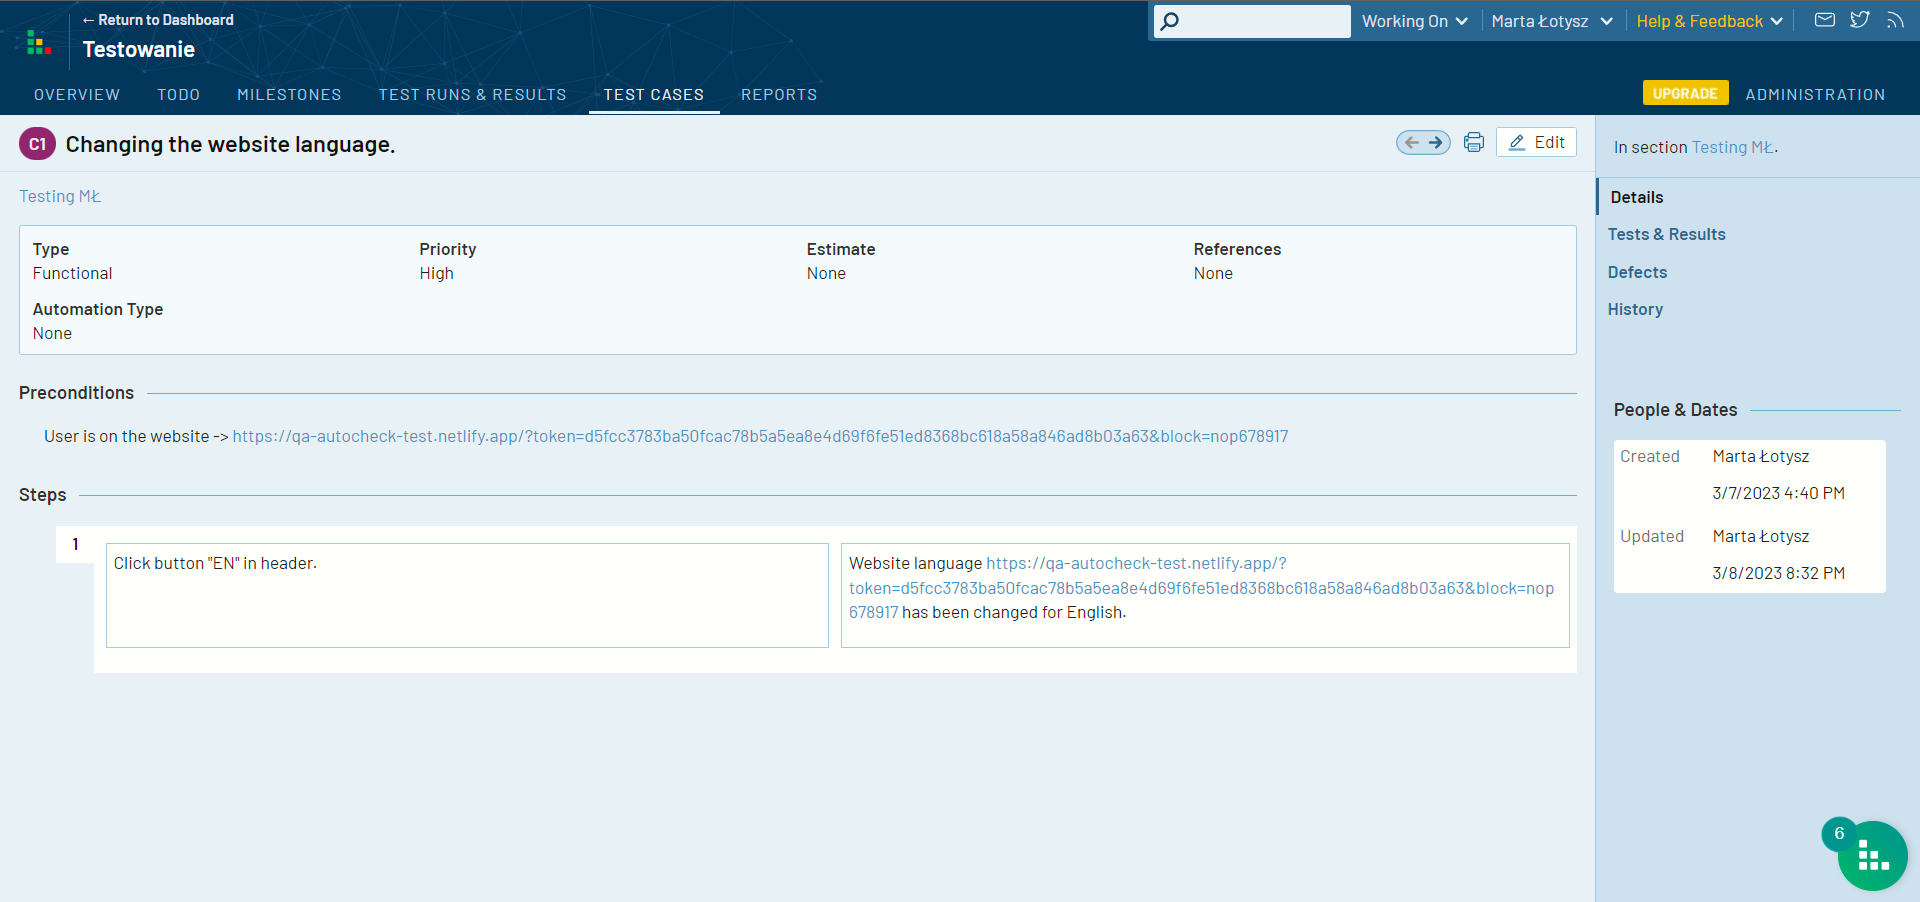 ← Return to Dashboard
Testowanie
Working On
Marta Łotysz
Help & Feedback
OVERVIEW
TODO
MILESTONES
TEST RUNS & RESULTS
TEST CASES
REPORTS
UPGRADE
ADMINISTRATION
C1
Changing the website language.
Edit
Testing MŁ
Type
Functional
Priority
High
Estimate
None
References
None
Automation Type
None
Preconditions
User is on the website -> https://qa-autocheck-test.netlify.app/?token=d5fcc3783ba50fcac78b5a5ea8e4d69f6fe51ed8368bc618a58a846ad8b03a63&block=nop678917
Steps
1
Click button "EN" in header.
Website language https://qa-autocheck-test.netlify.app/?
token=d5fcc3783ba50fcac78b5a5ea8e4d69f6fe51ed8368bc618a58a846ad8b03a63&block=nop
678917 has been changed for English.
In section Testing MŁ.
Details
Tests & Results
Defects
History
People & Dates
Created
Marta Łotysz
3/7/2023 4:40 PM
Updated
Marta Łotysz
3/8/2023 8:32 PM
6